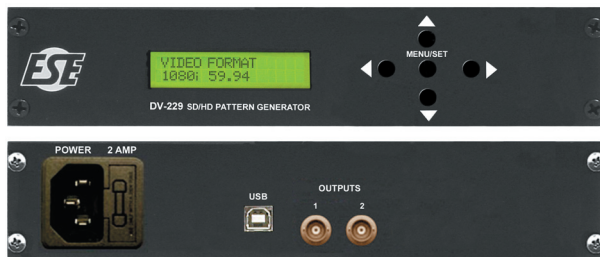 ESE
VIDEO FORMAT
1080i 59.94
DV-229 SD/HD PATTERN GENERATOR
MENU/SET
POWER 2 AMP
USB
OUTPUTS
1 2